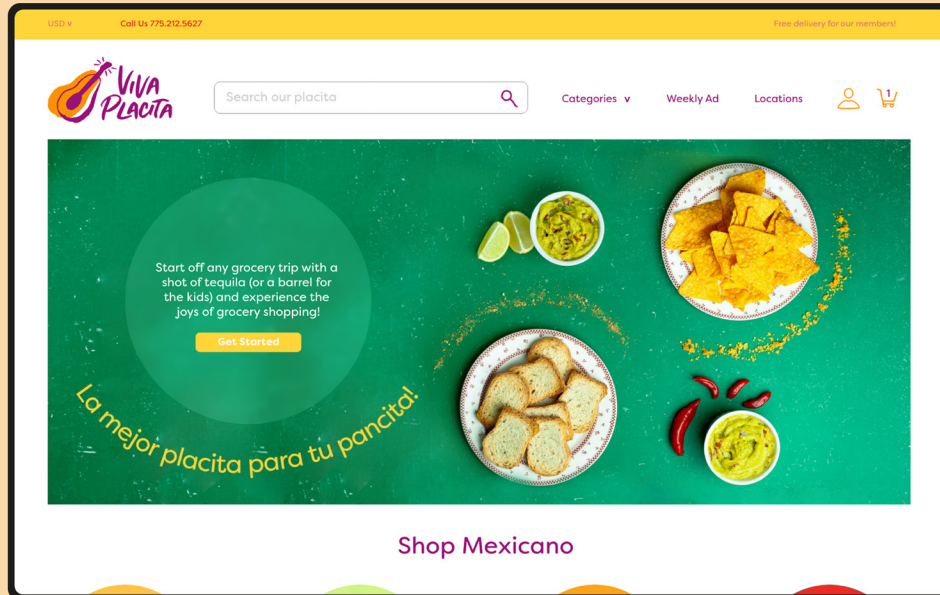 USD v
Call Us 775.212.5627
Free delivery for our members!
VIVA
PLACITA
Search our placita
Categories v
Weekly Ad
Locations
1
Start off any grocery trip with a
shot of tequila (or a barrel for
the kids) and experience the
joys of grocery shopping!
Get Started
La mejor placita para tu pancita!
Shop Mexicano